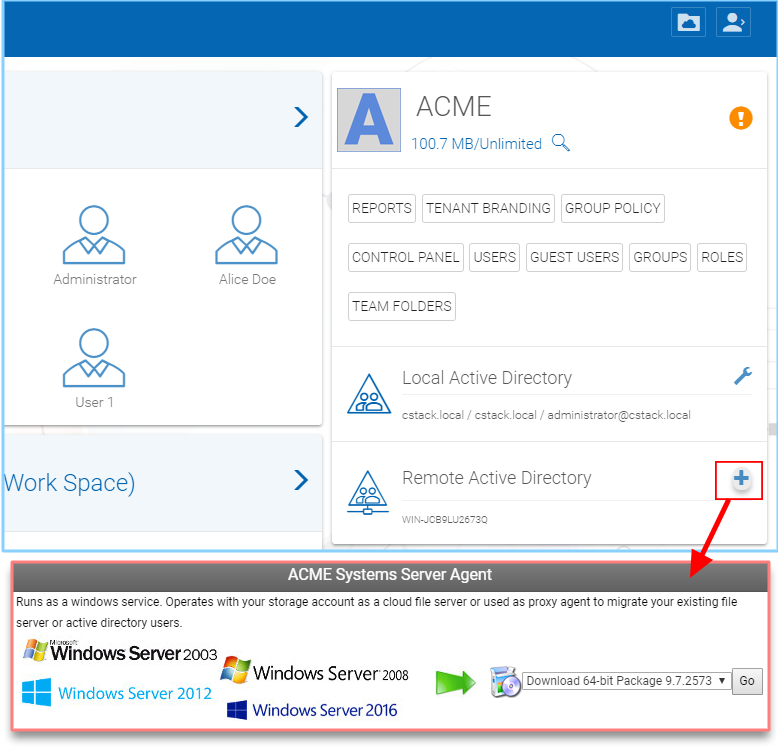 A
ACME
100.7 MB/Unlimited
REPORTS TENANT BRANDING GROUP POLICY
CONTROL PANEL USERS GUEST USERS GROUPS ROLES
TEAM FOLDERS
Administrator Alice Doe
User 1
Work Space)
Local Active Directory
cstack.local / cstack.local / administrator@cstack.local
Remote Active Directory
WIN-JCB9LU2673Q
ACME Systems Server Agent
Runs as a windows service. Operates with your storage account as a cloud file server or used as proxy agent to migrate your existing file
server or active directory users.
Microsoft
Windows Server 2003
Windows Server 2008
Windows Server 2012
Windows Server 2016
Download 64-bit Package 9.7.2573 Go